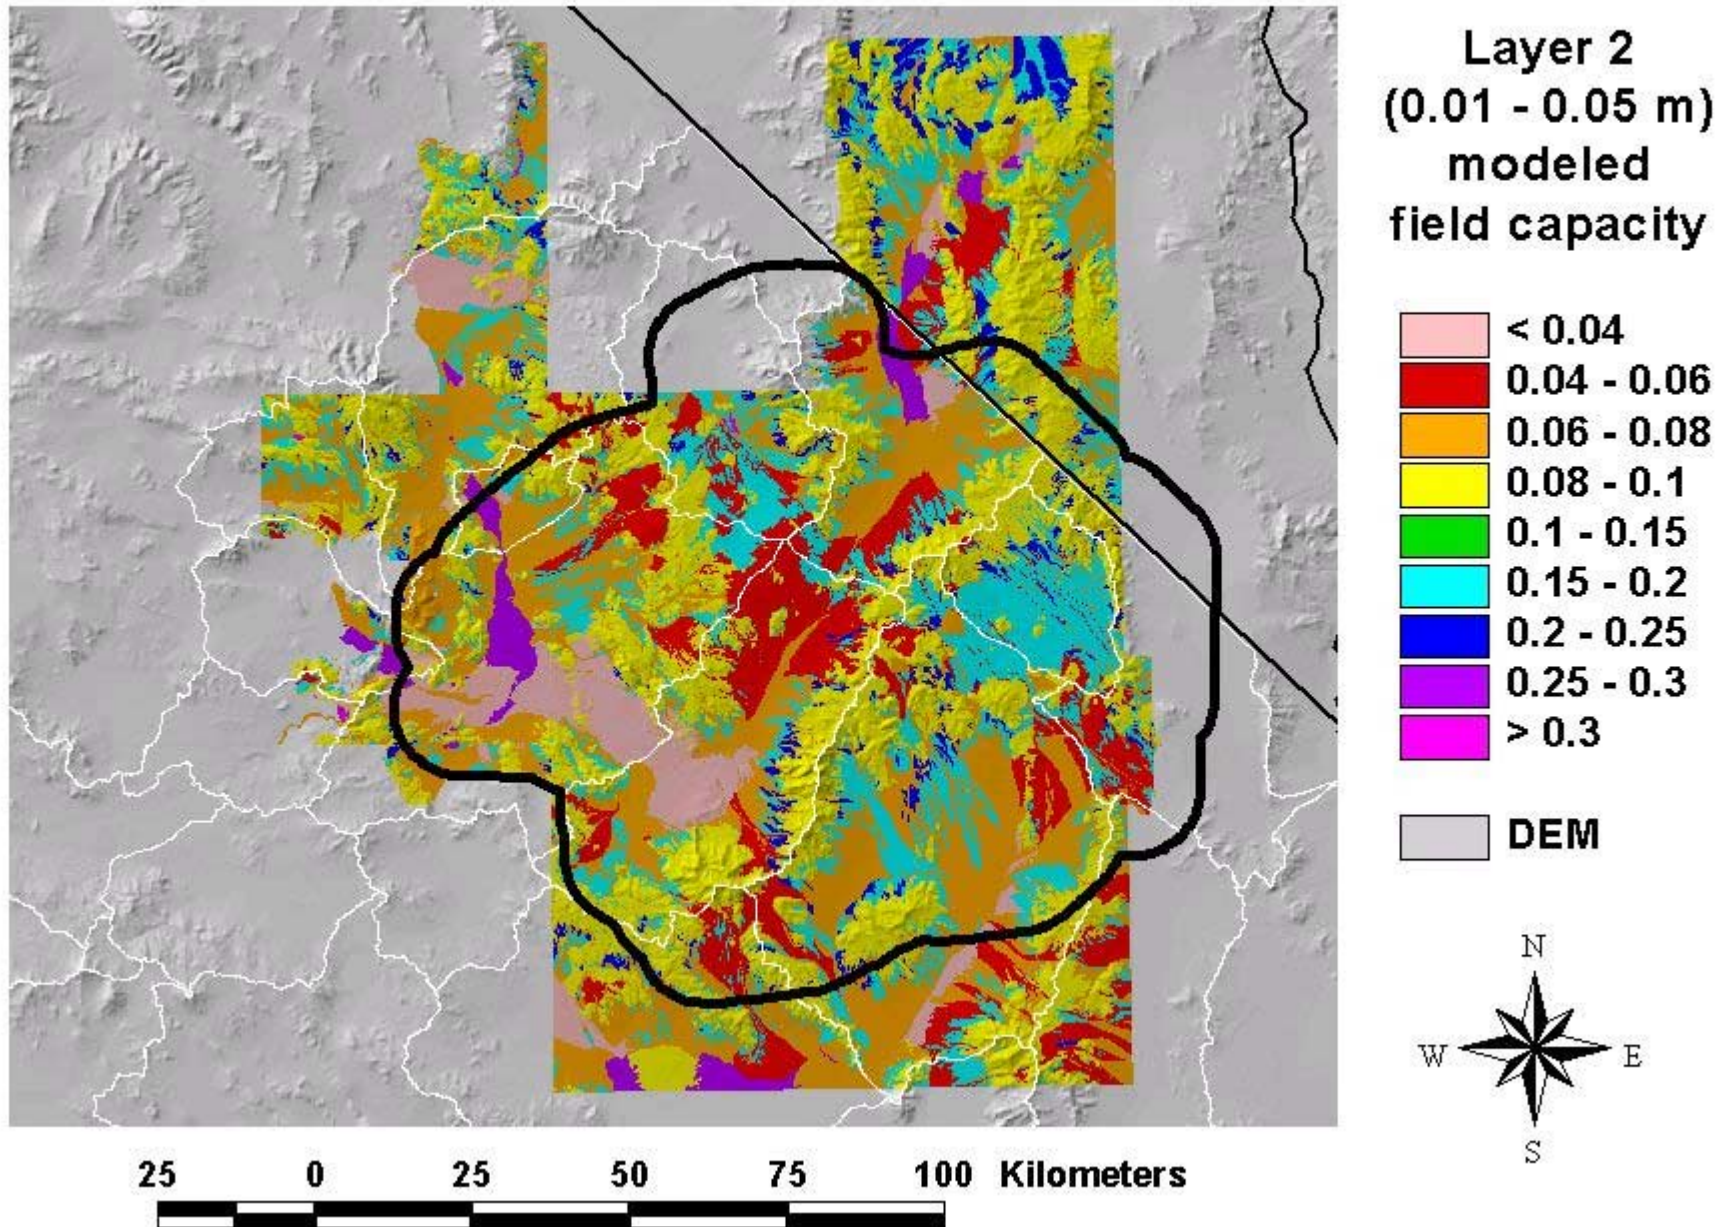 Layer 2
(0.01 - 0.05 m)
modeled
field capacity
< 0.04
0.04 - 0.06
0.06 - 0.08
0.08 - 0.1
0.1 - 0.15
0.15 - 0.2
0.2 - 0.25
0.25 - 0.3
> 0.3
DEM
N
W E
S
25 0 25 50 75 100 Kilometers